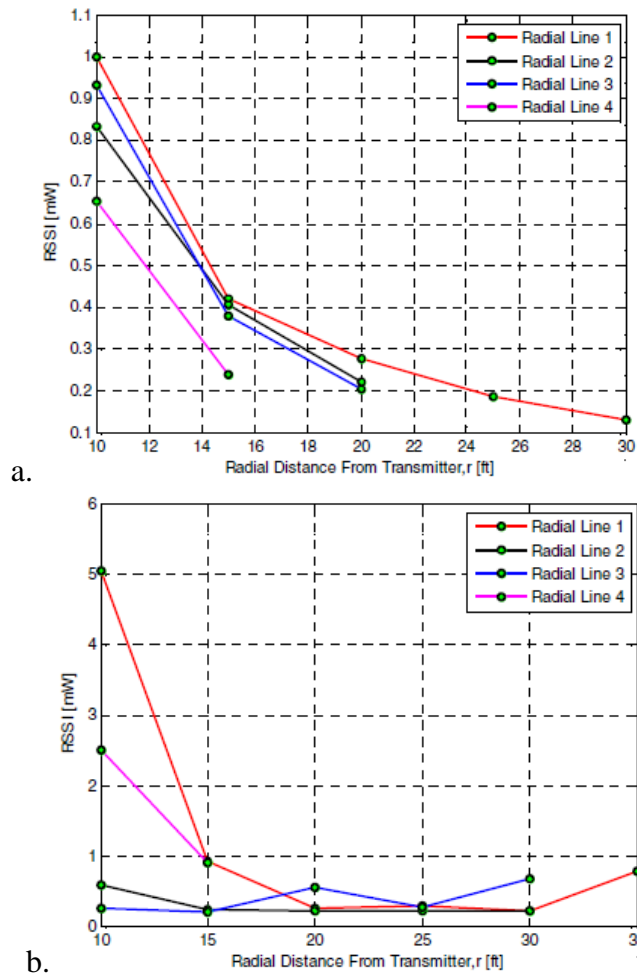 Radial Line 1
Radial Line 2
Radial Line 3
Radial Line 4
1.1
1
0.9
0.8
0.7
0.6
0.5
0.4
0.3
0.2
0.1
RSSI [mW]
10 12 14 16 18 20 22 24 26 28 30
Radial Distance From Transmitter,r [ft]
a.
Radial Line 1
Radial Line 2
Radial Line 3
Radial Line 4
6
5
4
3
2
1
0
RSSI [mW]
10 15 20 25 30
Radial Distance From Transmitter,r [ft]
b.